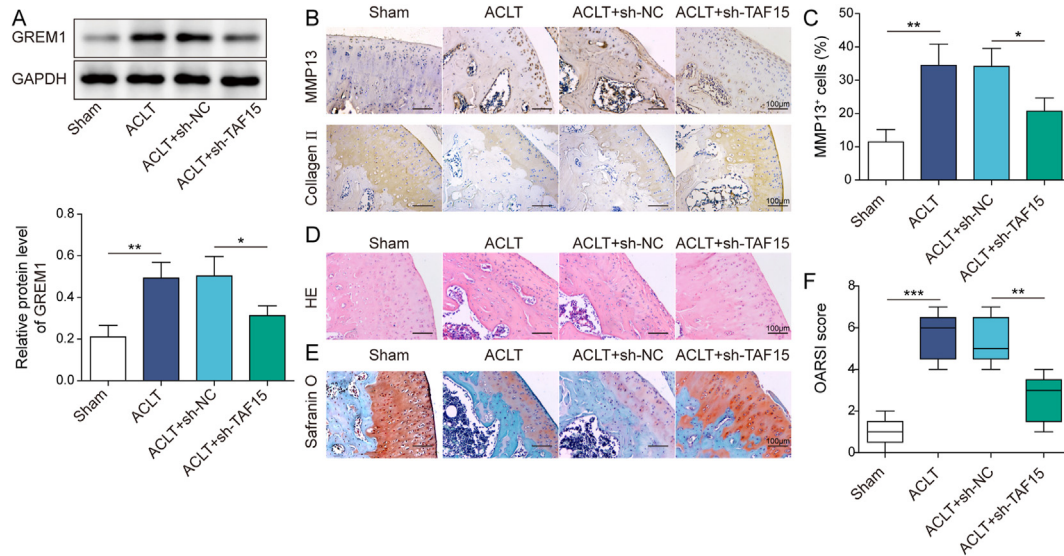 A
GREM1
GAPDH
Sham
ACLT
ACLT+sh-NC
ACLT+sh-TAF15
Relative protein level
of GREM1
0.8
0.6
0.4
0.2
0.0
**
*
Sham
ACLT
ACLT+sh-NC
ACLT+sh-TAF15
B
Sham
ACLT
ACLT+sh-NC
ACLT+sh-TAF15
MMP13
100μm
Collagen II
100μm
C
MMP13⁺ cells (%)
50
40
30
20
10
0
**
*
Sham
ACLT
ACLT+sh-NC
ACLT+sh-TAF15
D
Sham
ACLT
ACLT+sh-NC
ACLT+sh-TAF15
HE
100μm
E
Sham
ACLT
ACLT+sh-NC
ACLT+sh-TAF15
Safranin O
100μm
F
OARSI score
8
6
4
2
0
***
**
Sham
ACLT
ACLT+sh-NC
ACLT+sh-TAF15